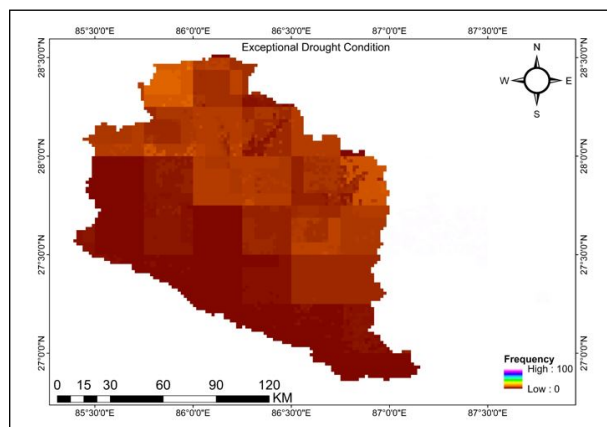 85°30'0"E 86°0'0"E 86°30'0"E 87°0'0"E 87°30'0"E
Exceptional Drought Condition
N
W E
S
28°30'0"N 28°30'0"N
28°0'0"N 28°0'0"N
27°30'0"N 27°30'0"N
27°0'0"N 27°0'0"N
Frequency
High : 100
Low : 0
0 15 30 60 90 120
KM
85°30'0"E 86°0'0"E 86°30'0"E 87°0'0"E 87°30'0"E